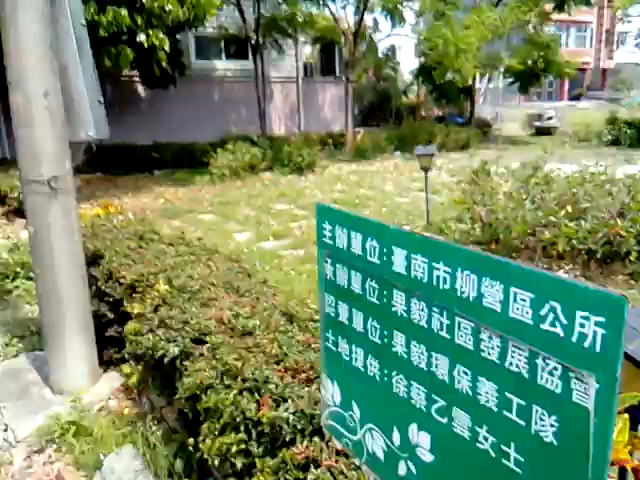 主辦單位:臺南市柳營區公所
承辦單位:果毅社區發展協會
認養單位:果毅環保義工隊
土地提供:徐蔡乙雲女士